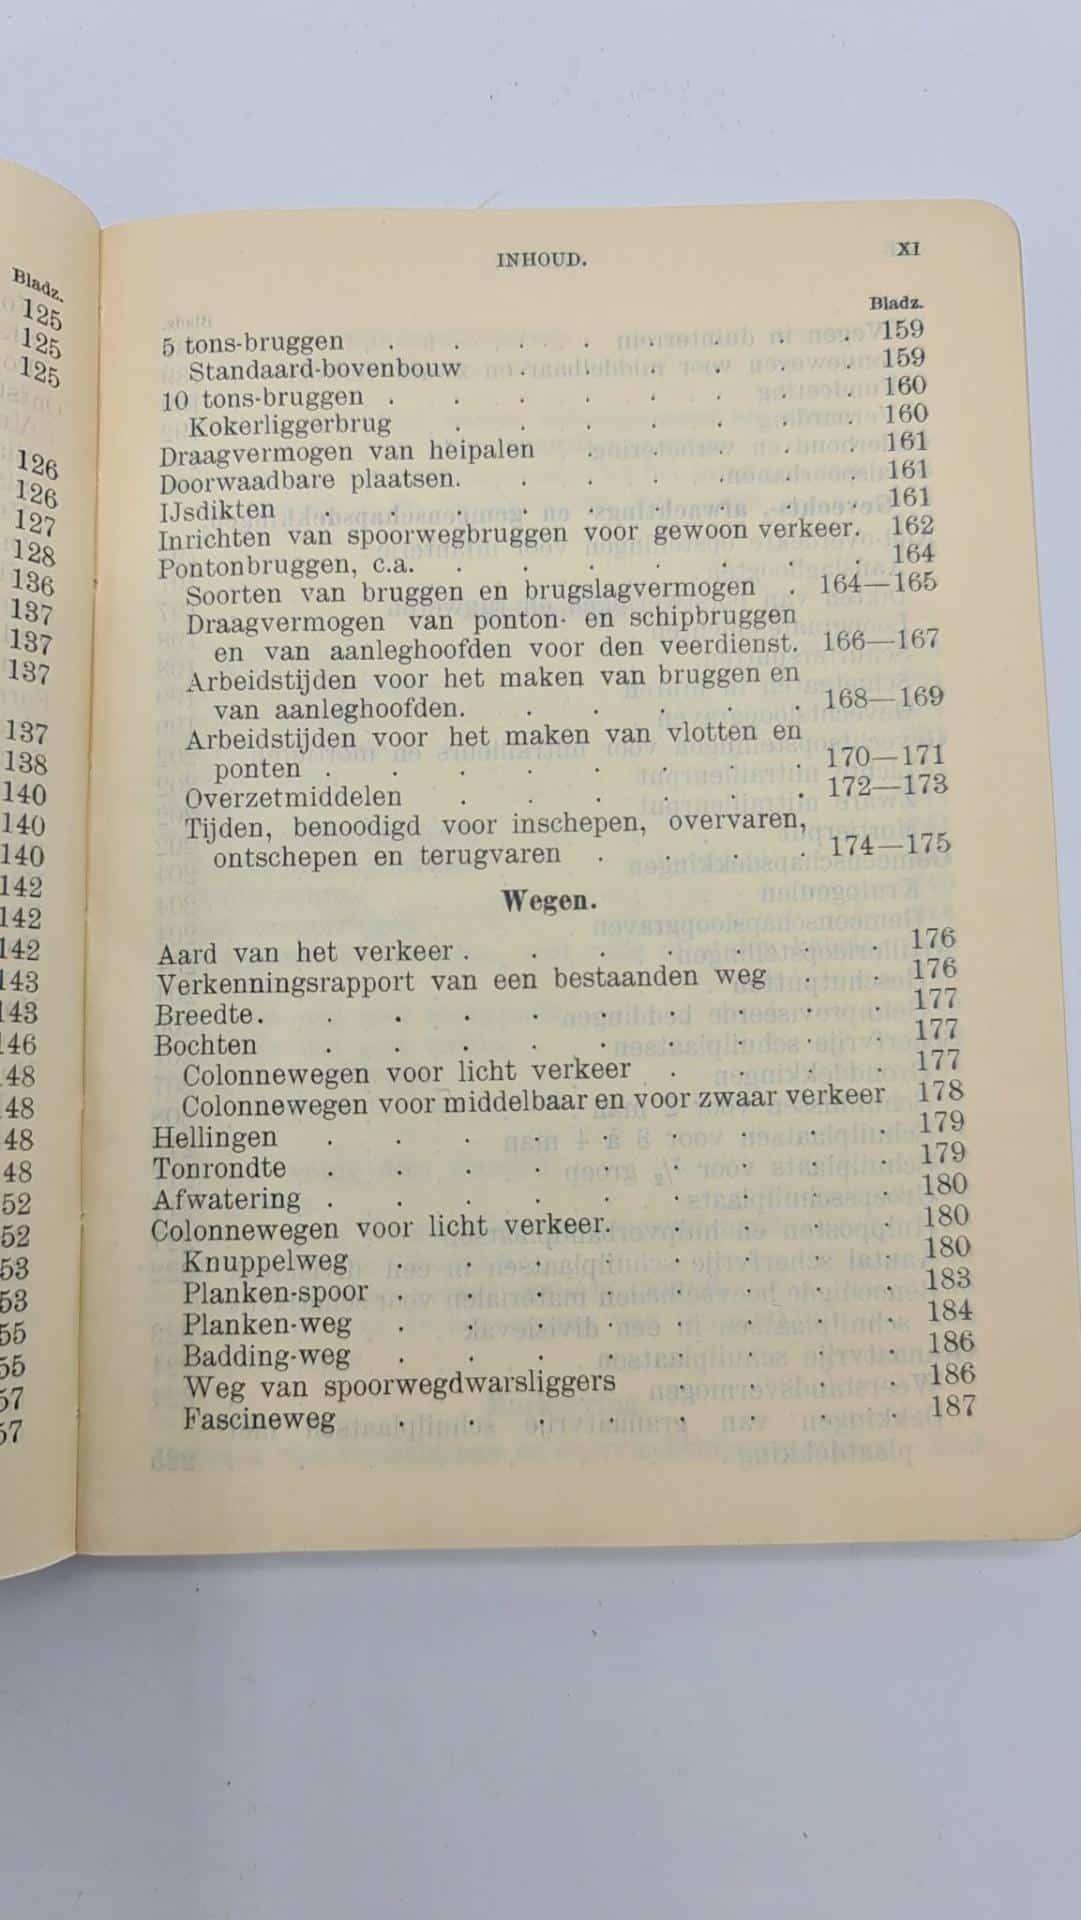 Bladz.
125
125
125
126
126
127
128
136
137
137
137
137
138
140
140
140
142
142
142
143
143
146
48
48
48
48
52
52
53
53
55
55
57
57
INHOUD. XI
Bladz.
5 tons-bruggen . . . . . . . . 159
Standaard-bovenbouw . . . . . . 159
10 tons-bruggen . . . . . . . . 160
Kokerliggerbrug . . . . . . . 160
Draagvermogen van heipalen . . . . . 161
Doorwaadbare plaatsen. . . . . . . 161
IJsdikten . . . . . . . . . 161
Inrichten van spoorwegbruggen voor gewoon verkeer. 162
Pontonbruggen, c.a. . . . . . . . 164
Soorten van bruggen en brugslagvermogen . 164—165
Draagvermogen van ponton- en schipbruggen
en van aanleghoofden voor den veerdienst. 166—167
Arbeidstijden voor het maken van bruggen en
van aanleghoofden. . . . . . 168—169
Arbeidstijden voor het maken van vlotten en
ponten . . . . . . . . 170—171
Overzetmiddelen . . . . . . 172—173
Tijden, benoodigd voor inschepen, overvaren,
ontschepen en terugvaren . . . . 174—175
Wegen.
Aard van het verkeer . . . . . . . 176
Verkenningsrapport van een bestaanden weg . . 176
Breedte. . . . . . . . . . 177
Bochten . . . . . . . . . 177
Colonnewegen voor licht verkeer . . . . 177
Colonnewegen voor middelbaar en voor zwaar verkeer 178
Hellingen . . . . . . . . . 179
Tonrondte . . . . . . . . . 179
Afwatering . . . . . . . . . 180
Colonnewegen voor licht verkeer. . . . . 180
Knuppelweg . . . . . . . . 180
Planken-spoor . . . . . . . . 183
Planken-weg . . . . . . . . 184
Badding-weg . . . . . . . . 186
Weg van spoorwegdwarsliggers . . . . 186
Fascineweg . . . . . . . . 187